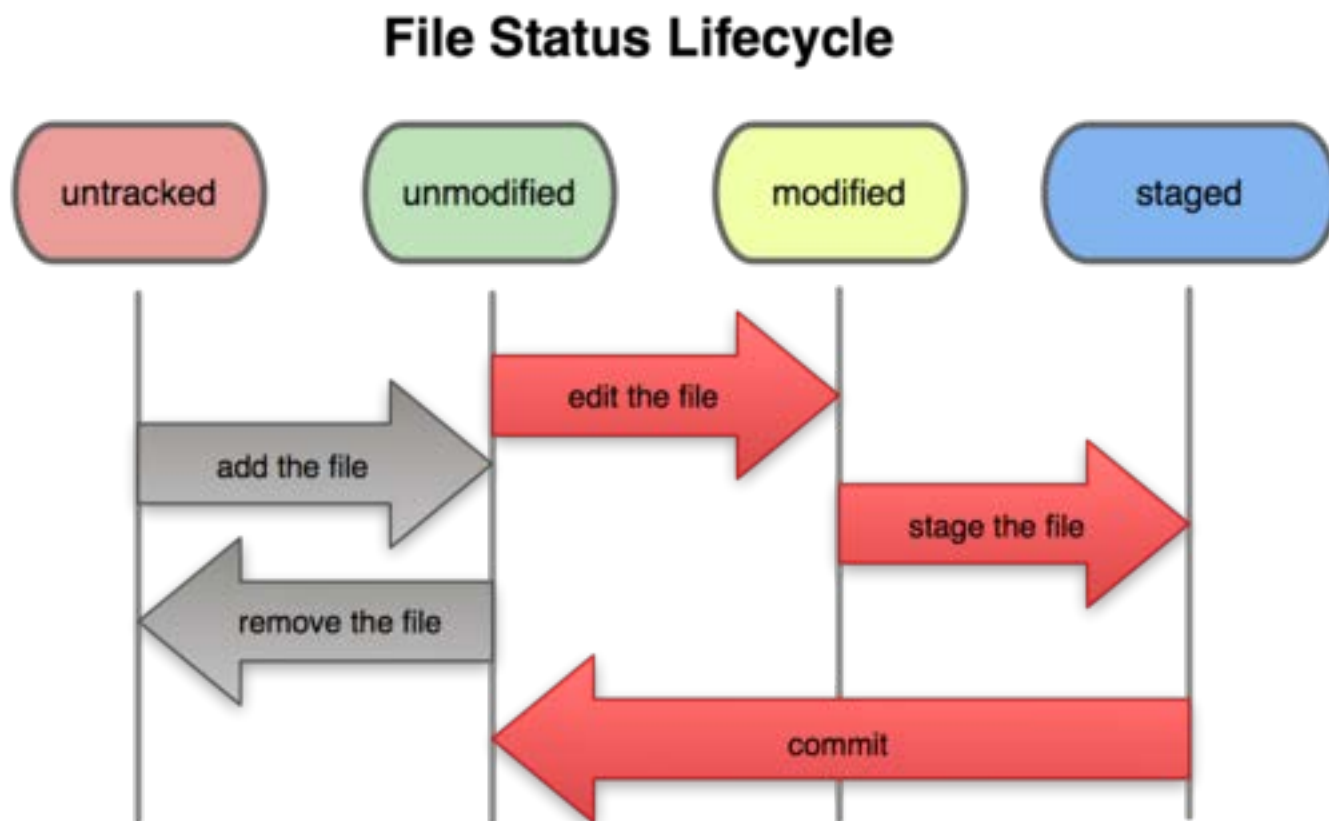 File Status Lifecycle
untracked
unmodified
modified
staged
edit the file
add the file
stage the file
remove the file
commit